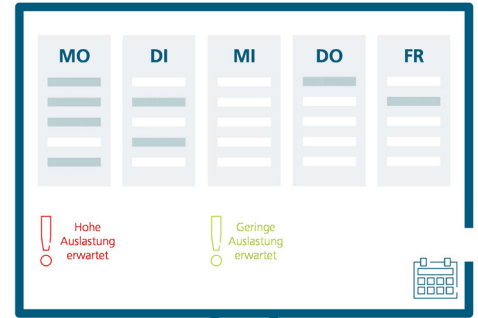 MO DI MI DO FR
Hohe
Auslastung
erwartet
Geringe
Auslastung
erwartet